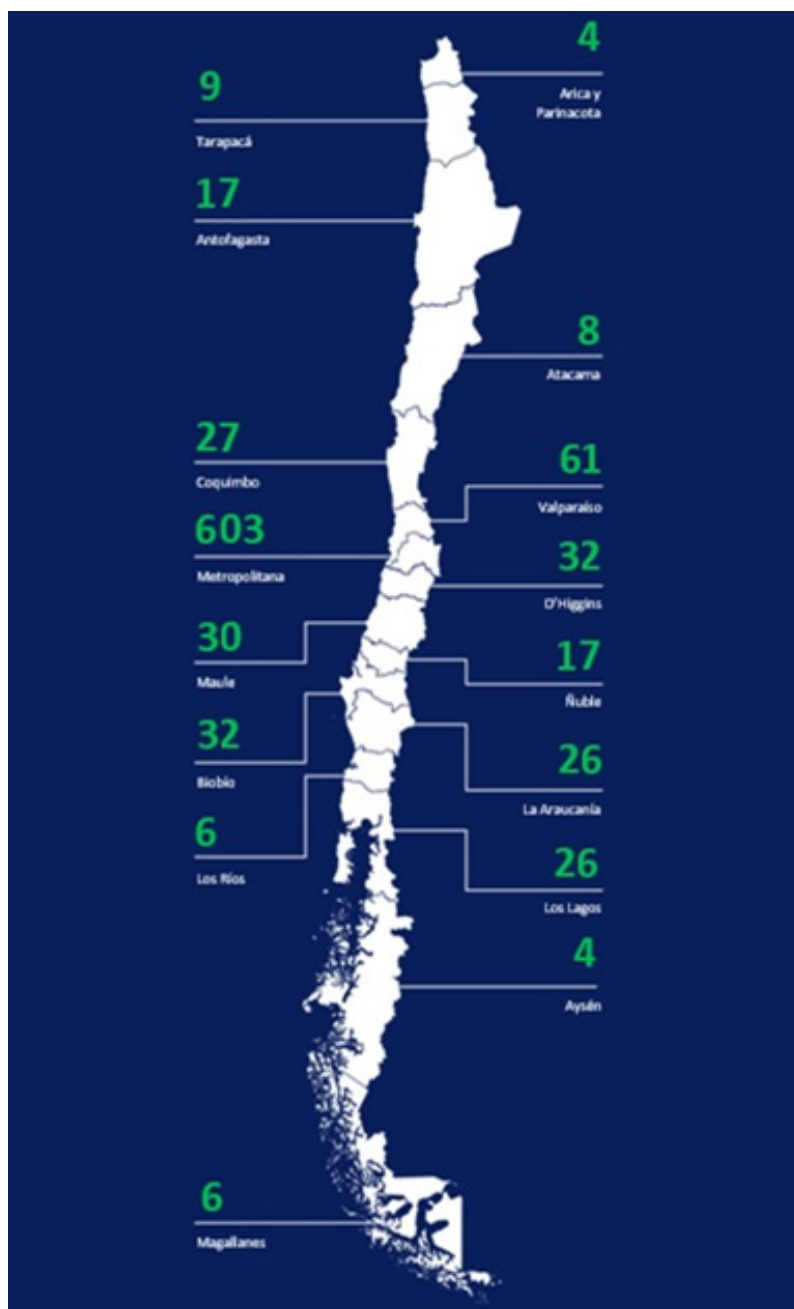 4
Arica y
Parinacota
9
Tarapacá
17
Antofagasta
8
Atacama
27
Coquimbo
61
Valparaíso
603
Metropolitana
32
O'Higgins
30
Maule
17
Ñuble
32
Biobío
26
La Araucanía
6
Los Ríos
26
Los Lagos
4
Aysén
6
Magallanes